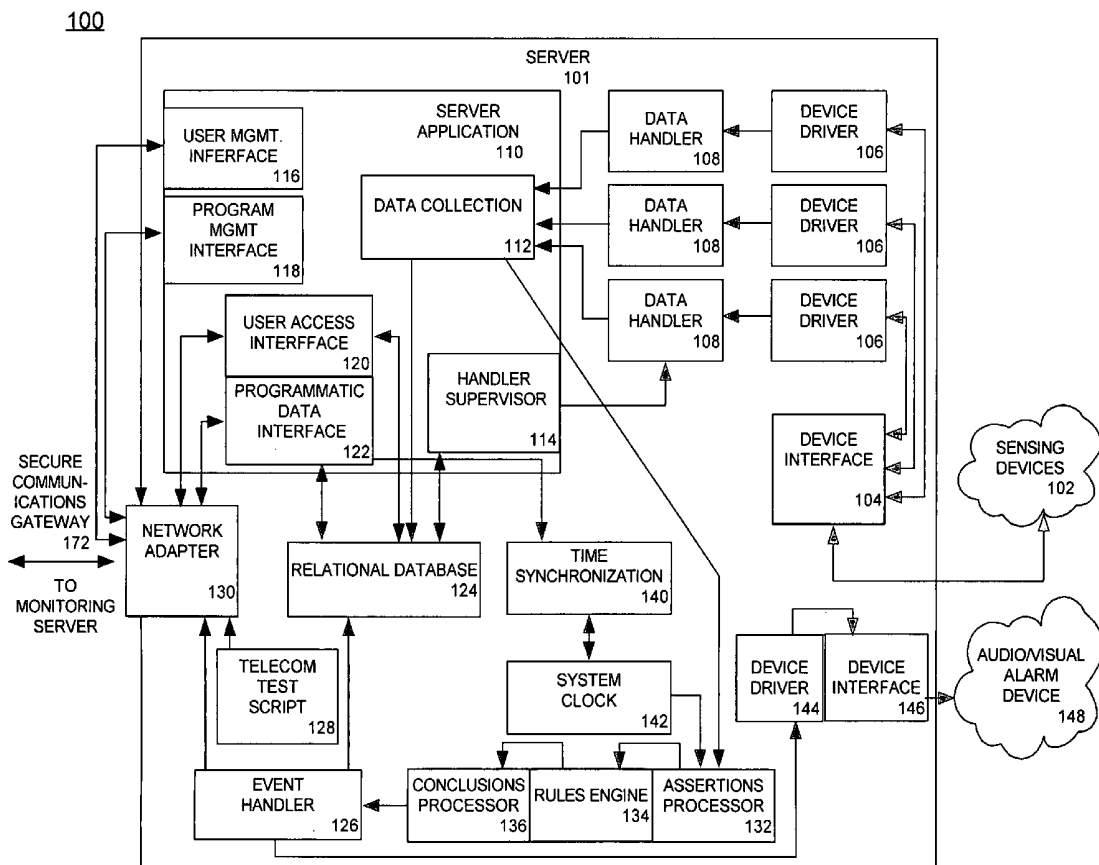 100
SERVER
101
SERVER
APPLICATION
110
USER MGMT.
INFERFACE
116
PROGRAM
MGMT
INTERFACE
118
DATA COLLECTION
112
DATA
HANDLER
108
DEVICE
DRIVER
106
DATA
HANDLER
108
DEVICE
DRIVER
106
DATA
HANDLER
108
DEVICE
DRIVER
106
USER ACCESS
INTERFFACE
120
PROGRAMMATIC
DATA
INTERFACE
122
HANDLER
SUPERVISOR
114
DEVICE
INTERFACE
104
SENSING
DEVICES
102
SECURE
COMMUN-
ICATIONS
GATEWAY
172
TO
MONITORING
SERVER
NETWORK
ADAPTER
130
RELATIONAL DATABASE
124
TIME
SYNCHRONIZATION
140
TELECOM
TEST
SCRIPT
128
SYSTEM
CLOCK
142
DEVICE
DRIVER
144
DEVICE
INTERFACE
146
AUDIO/VISUAL
ALARM
DEVICE
148
EVENT
HANDLER
126
CONCLUSIONS
PROCESSOR
136
RULES ENGINE
134
ASSERTIONS
PROCESSOR
132